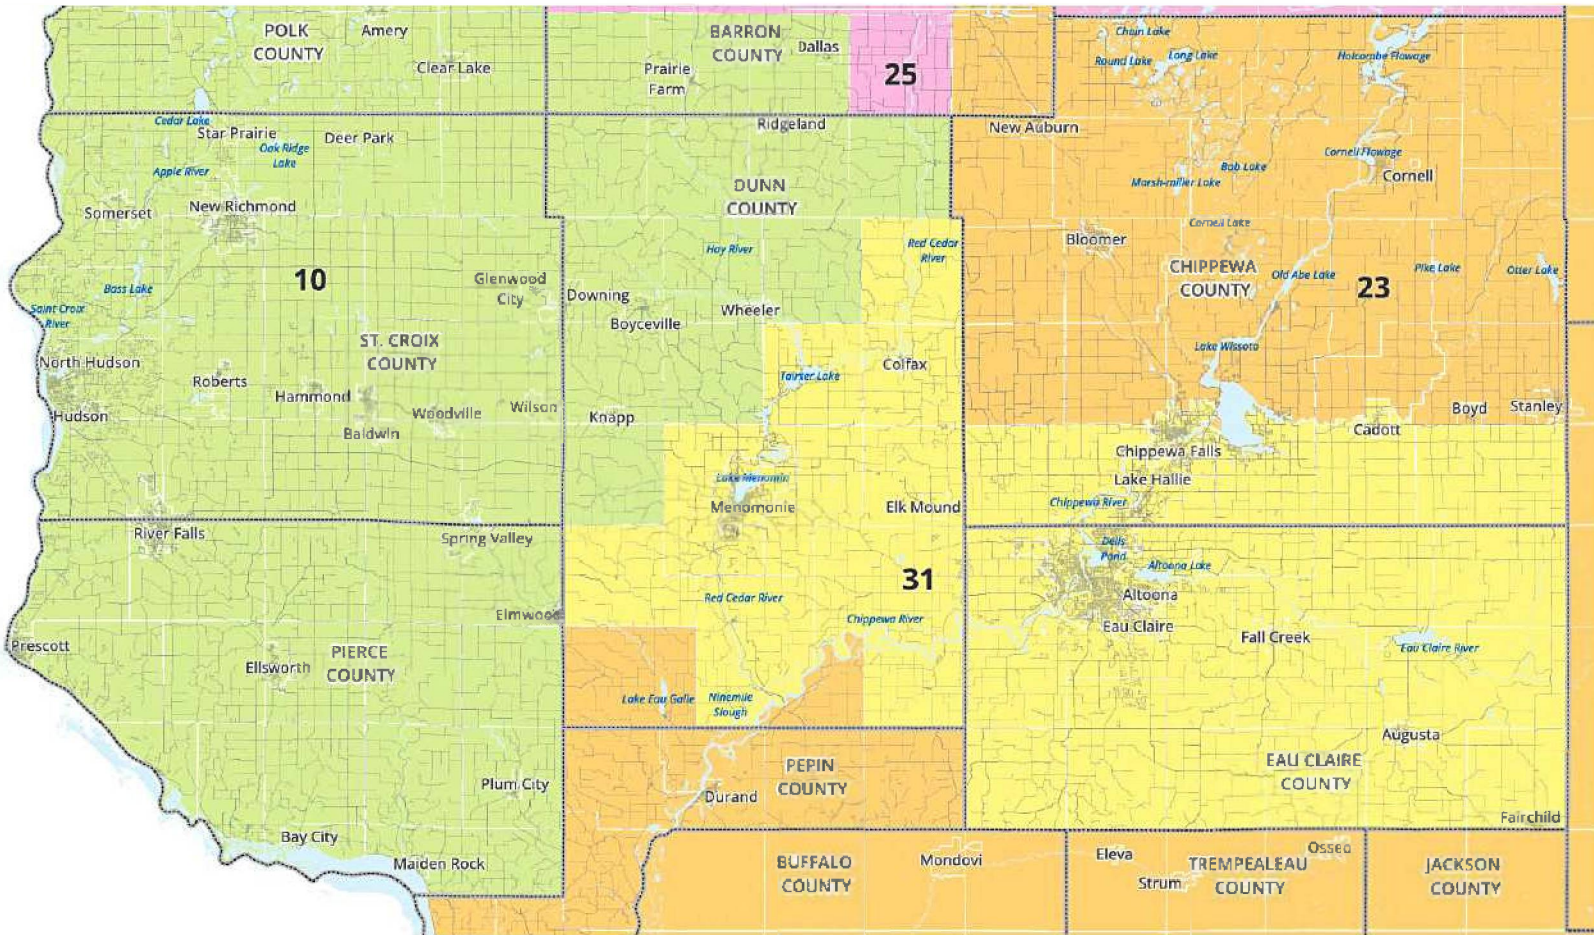 POLK
COUNTY
Amery
Clear Lake
BARRON
COUNTY
Dallas
Prairie
Farm
25
Chain Lake
Round Lake
Long Lake
Holcombe Flowage
Cedar Lake
Star Prairie
Deer Park
Oak Ridge
Lake
Apple River
Somerset
New Richmond
Ridgeland
DUNN
COUNTY
New Auburn
Cornell Flowage
Cornell
Bob Lake
Marsh-miller Lake
Cornell Lake
Bloomer
Hay River
Red Cedar
River
CHIPPEWA
COUNTY
Old Abe Lake
23
Pike Lake
Otter Lake
10
Bass Lake
Saint Croix
River
Glenwood
City
Downing
Boyceville
Wheeler
ST. CROIX
COUNTY
North Hudson
Roberts
Hammond
Hudson
Woodville
Wilson
Baldwin
Knapp
Tainter Lake
Colfax
Lake Wissota
Boyd
Stanley
Cadott
Chippewa Falls
Lake Hallie
Chippewa River
Lake Menomin
Menomonie
Elk Mound
River Falls
Spring Valley
Dells
Pond
Altoona Lake
31
Altoona
Eau Claire
Fall Creek
Eau Claire River
Red Cedar River
Chippewa River
Elmwood
Prescott
Ellsworth
PIERCE
COUNTY
Lake Eau Galle
Ninemile
Slough
Augusta
EAU CLAIRE
COUNTY
Fairchild
Plum City
PEPIN
COUNTY
Durand
Bay City
Maiden Rock
BUFFALO
COUNTY
Mondovi
Eleva
Strum
TREMPEALEAU
COUNTY
Osseo
JACKSON
COUNTY